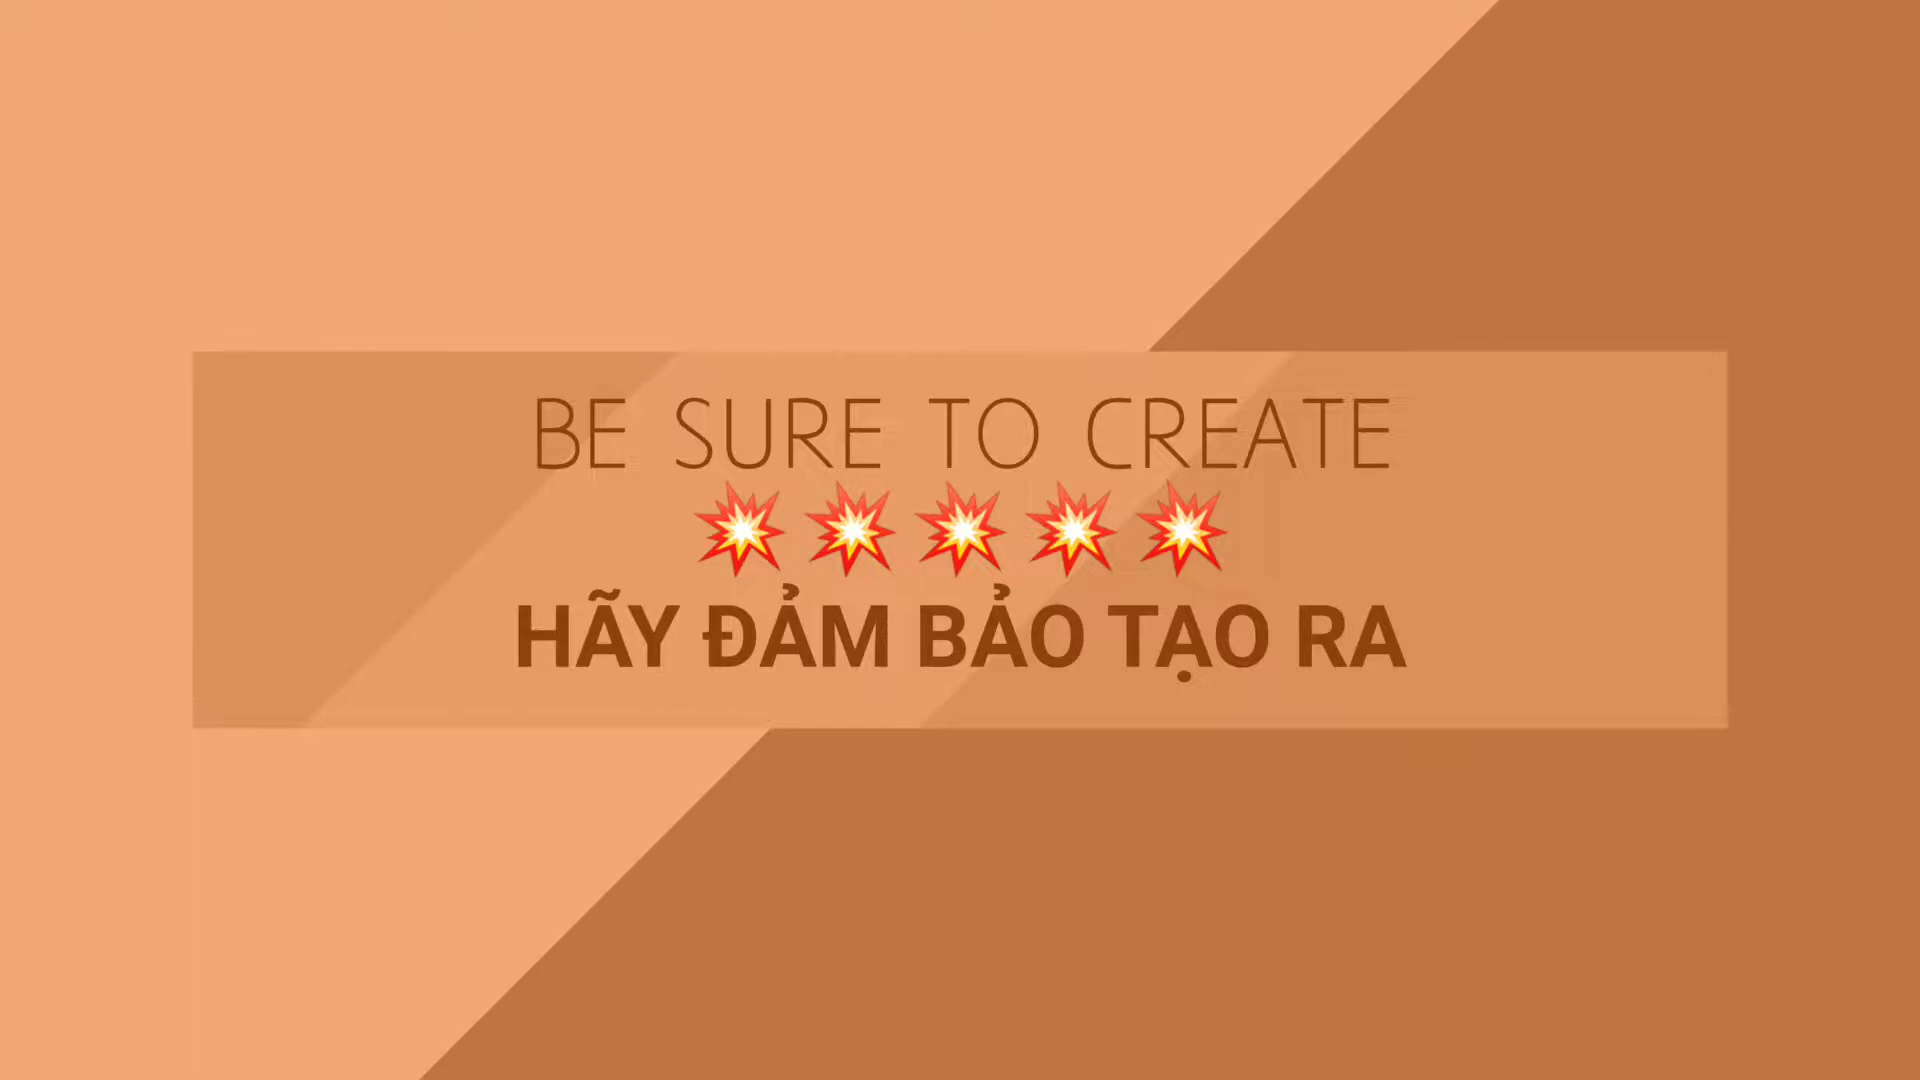 BE SURE TO CREATE
💥💥💥💥💥
HÃY ĐẢM BẢO TẠO RA